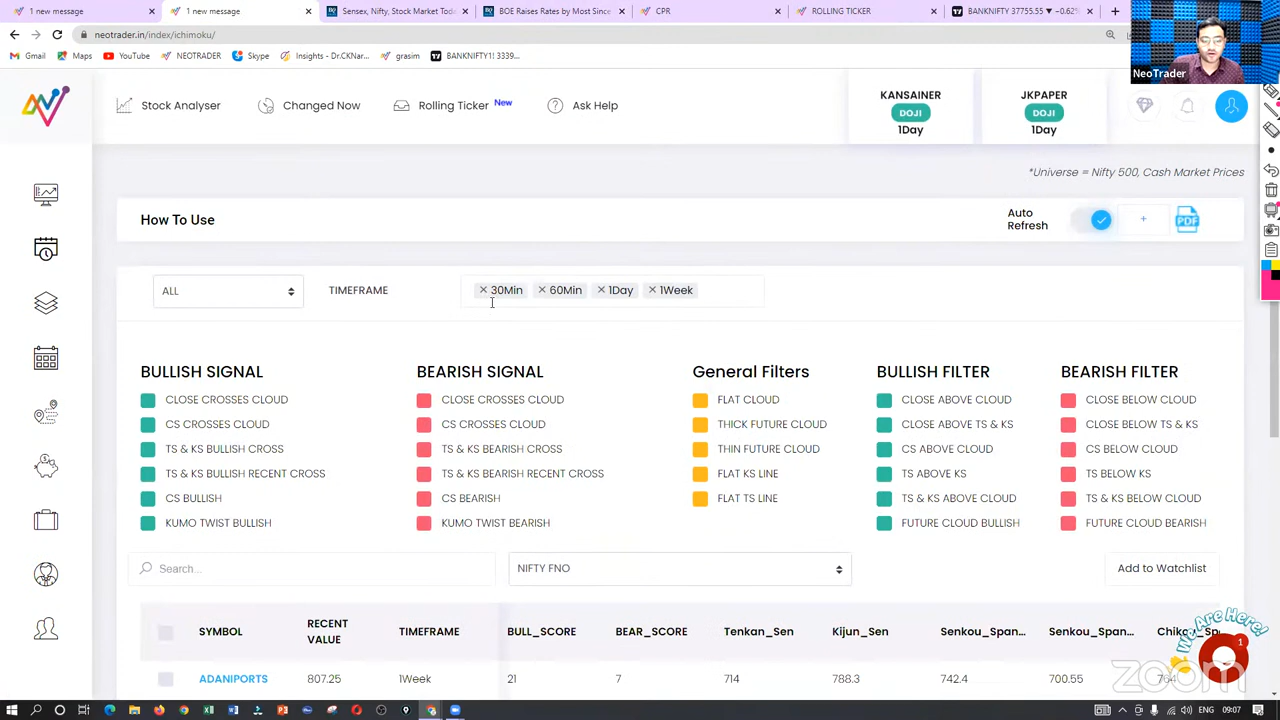 1 new message
1 new message
Sensex, Nifty, Stock Market Tod
BOE Raises Rates by Most Since
CPR
ROLLING TICKER
BANKNIFTY 37755.55 ▼ −0.62%
neotrader.in/index/ichimoku/
Gmail
Maps
YouTube
NEOTRADER
Skype
Insights - Dr.CKNar...
grasim
NeoTrader
Stock Analyser
Changed Now
Rolling Ticker New
Ask Help
KANSAINER
DOJI
1Day
JKPAPER
DOJI
1Day
*Universe = Nifty 500, Cash Market Prices
How To Use
Auto
Refresh
+
PDF
ALL
TIMEFRAME
× 30Min × 60Min × 1Day × 1Week
BULLISH SIGNAL
CLOSE CROSSES CLOUD
CS CROSSES CLOUD
TS & KS BULLISH CROSS
TS & KS BULLISH RECENT CROSS
CS BULLISH
KUMO TWIST BULLISH
BEARISH SIGNAL
CLOSE CROSSES CLOUD
CS CROSSES CLOUD
TS & KS BEARISH CROSS
TS & KS BEARISH RECENT CROSS
CS BEARISH
KUMO TWIST BEARISH
General Filters
FLAT CLOUD
THICK FUTURE CLOUD
THIN FUTURE CLOUD
FLAT KS LINE
FLAT TS LINE
BULLISH FILTER
CLOSE ABOVE CLOUD
CLOSE ABOVE TS & KS
CS ABOVE CLOUD
TS ABOVE KS
TS & KS ABOVE CLOUD
FUTURE CLOUD BULLISH
BEARISH FILTER
CLOSE BELOW CLOUD
CLOSE BELOW TS & KS
CS BELOW CLOUD
TS BELOW KS
TS & KS BELOW CLOUD
FUTURE CLOUD BEARISH
Search...
NIFTY FNO
Add to Watchlist
We Are Here!
1
SYMBOL
RECENT
VALUE
TIMEFRAME
BULL_SCORE
BEAR_SCORE
Tenkan_Sen
Kijun_Sen
Senkou_Span...
Senkou_Span...
ADANIPORTS
807.25
1Week
21
7
714
788.3
742.4
700.55
zoom
ENG
09:07